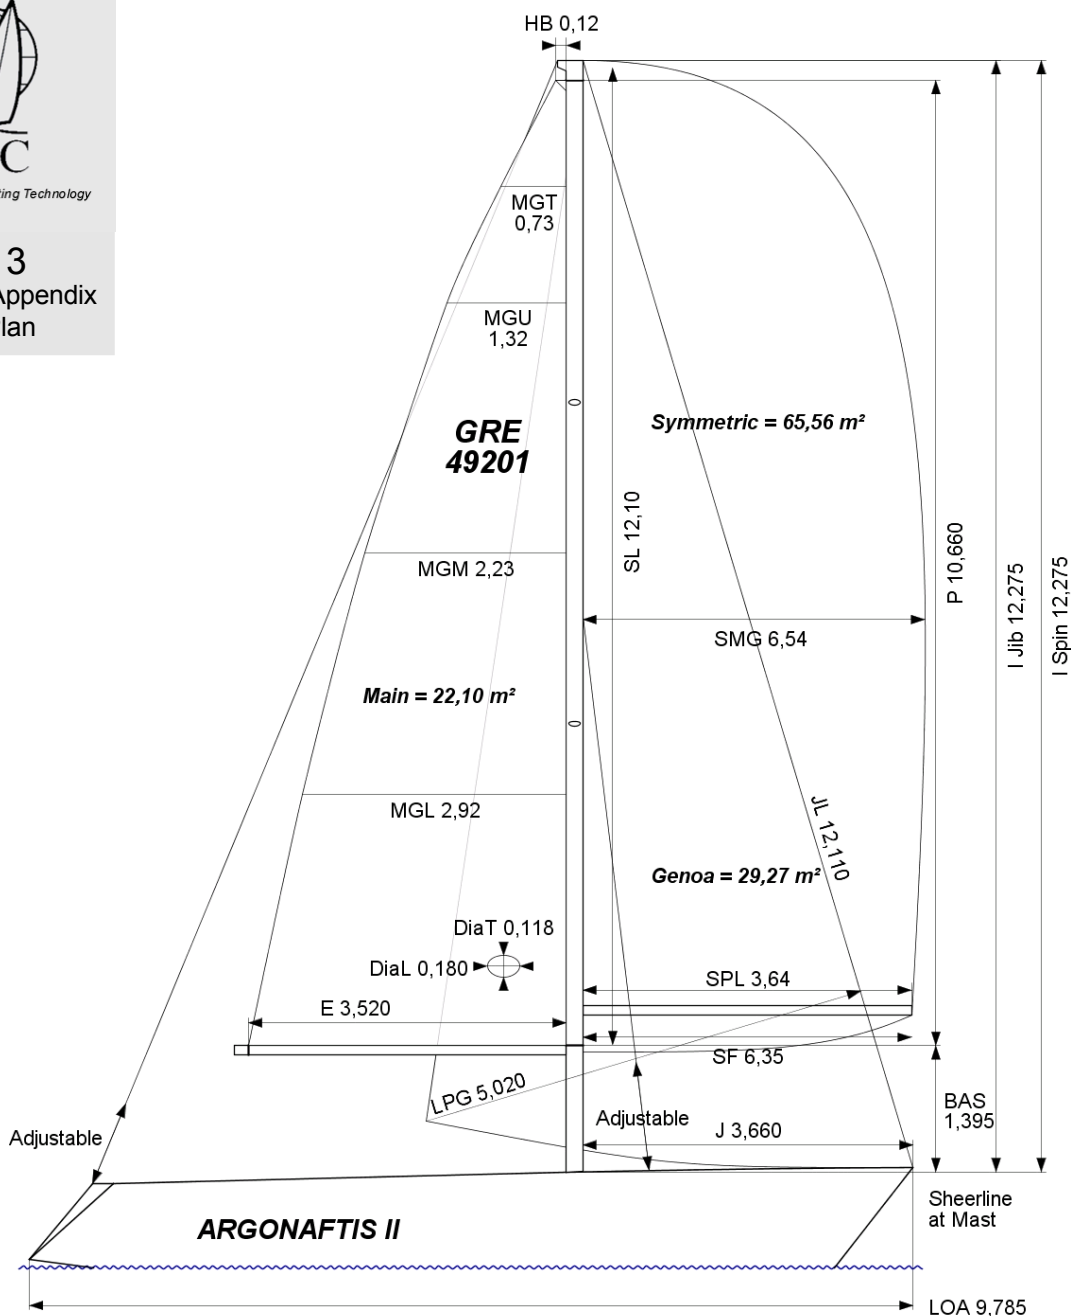 HB 0,12
C
ting Technology
3
Appendix
lan
MGT
0,73
MGU
1,32
GRE
49201
Symmetric = 65,56 m²
SL 12,10
P 10,660
I Jib 12,275
I Spin 12,275
MGM 2,23
SMG 6,54
Main = 22,10 m²
MGL 2,92
JL 12,110
Genoa = 29,27 m²
DiaT 0,118
DiaL 0,180
SPL 3,64
E 3,520
SF 6,35
LPG 5,020
BAS
1,395
Adjustable
Adjustable
J 3,660
Sheerline
at Mast
ARGONAFTIS II
LOA 9,785